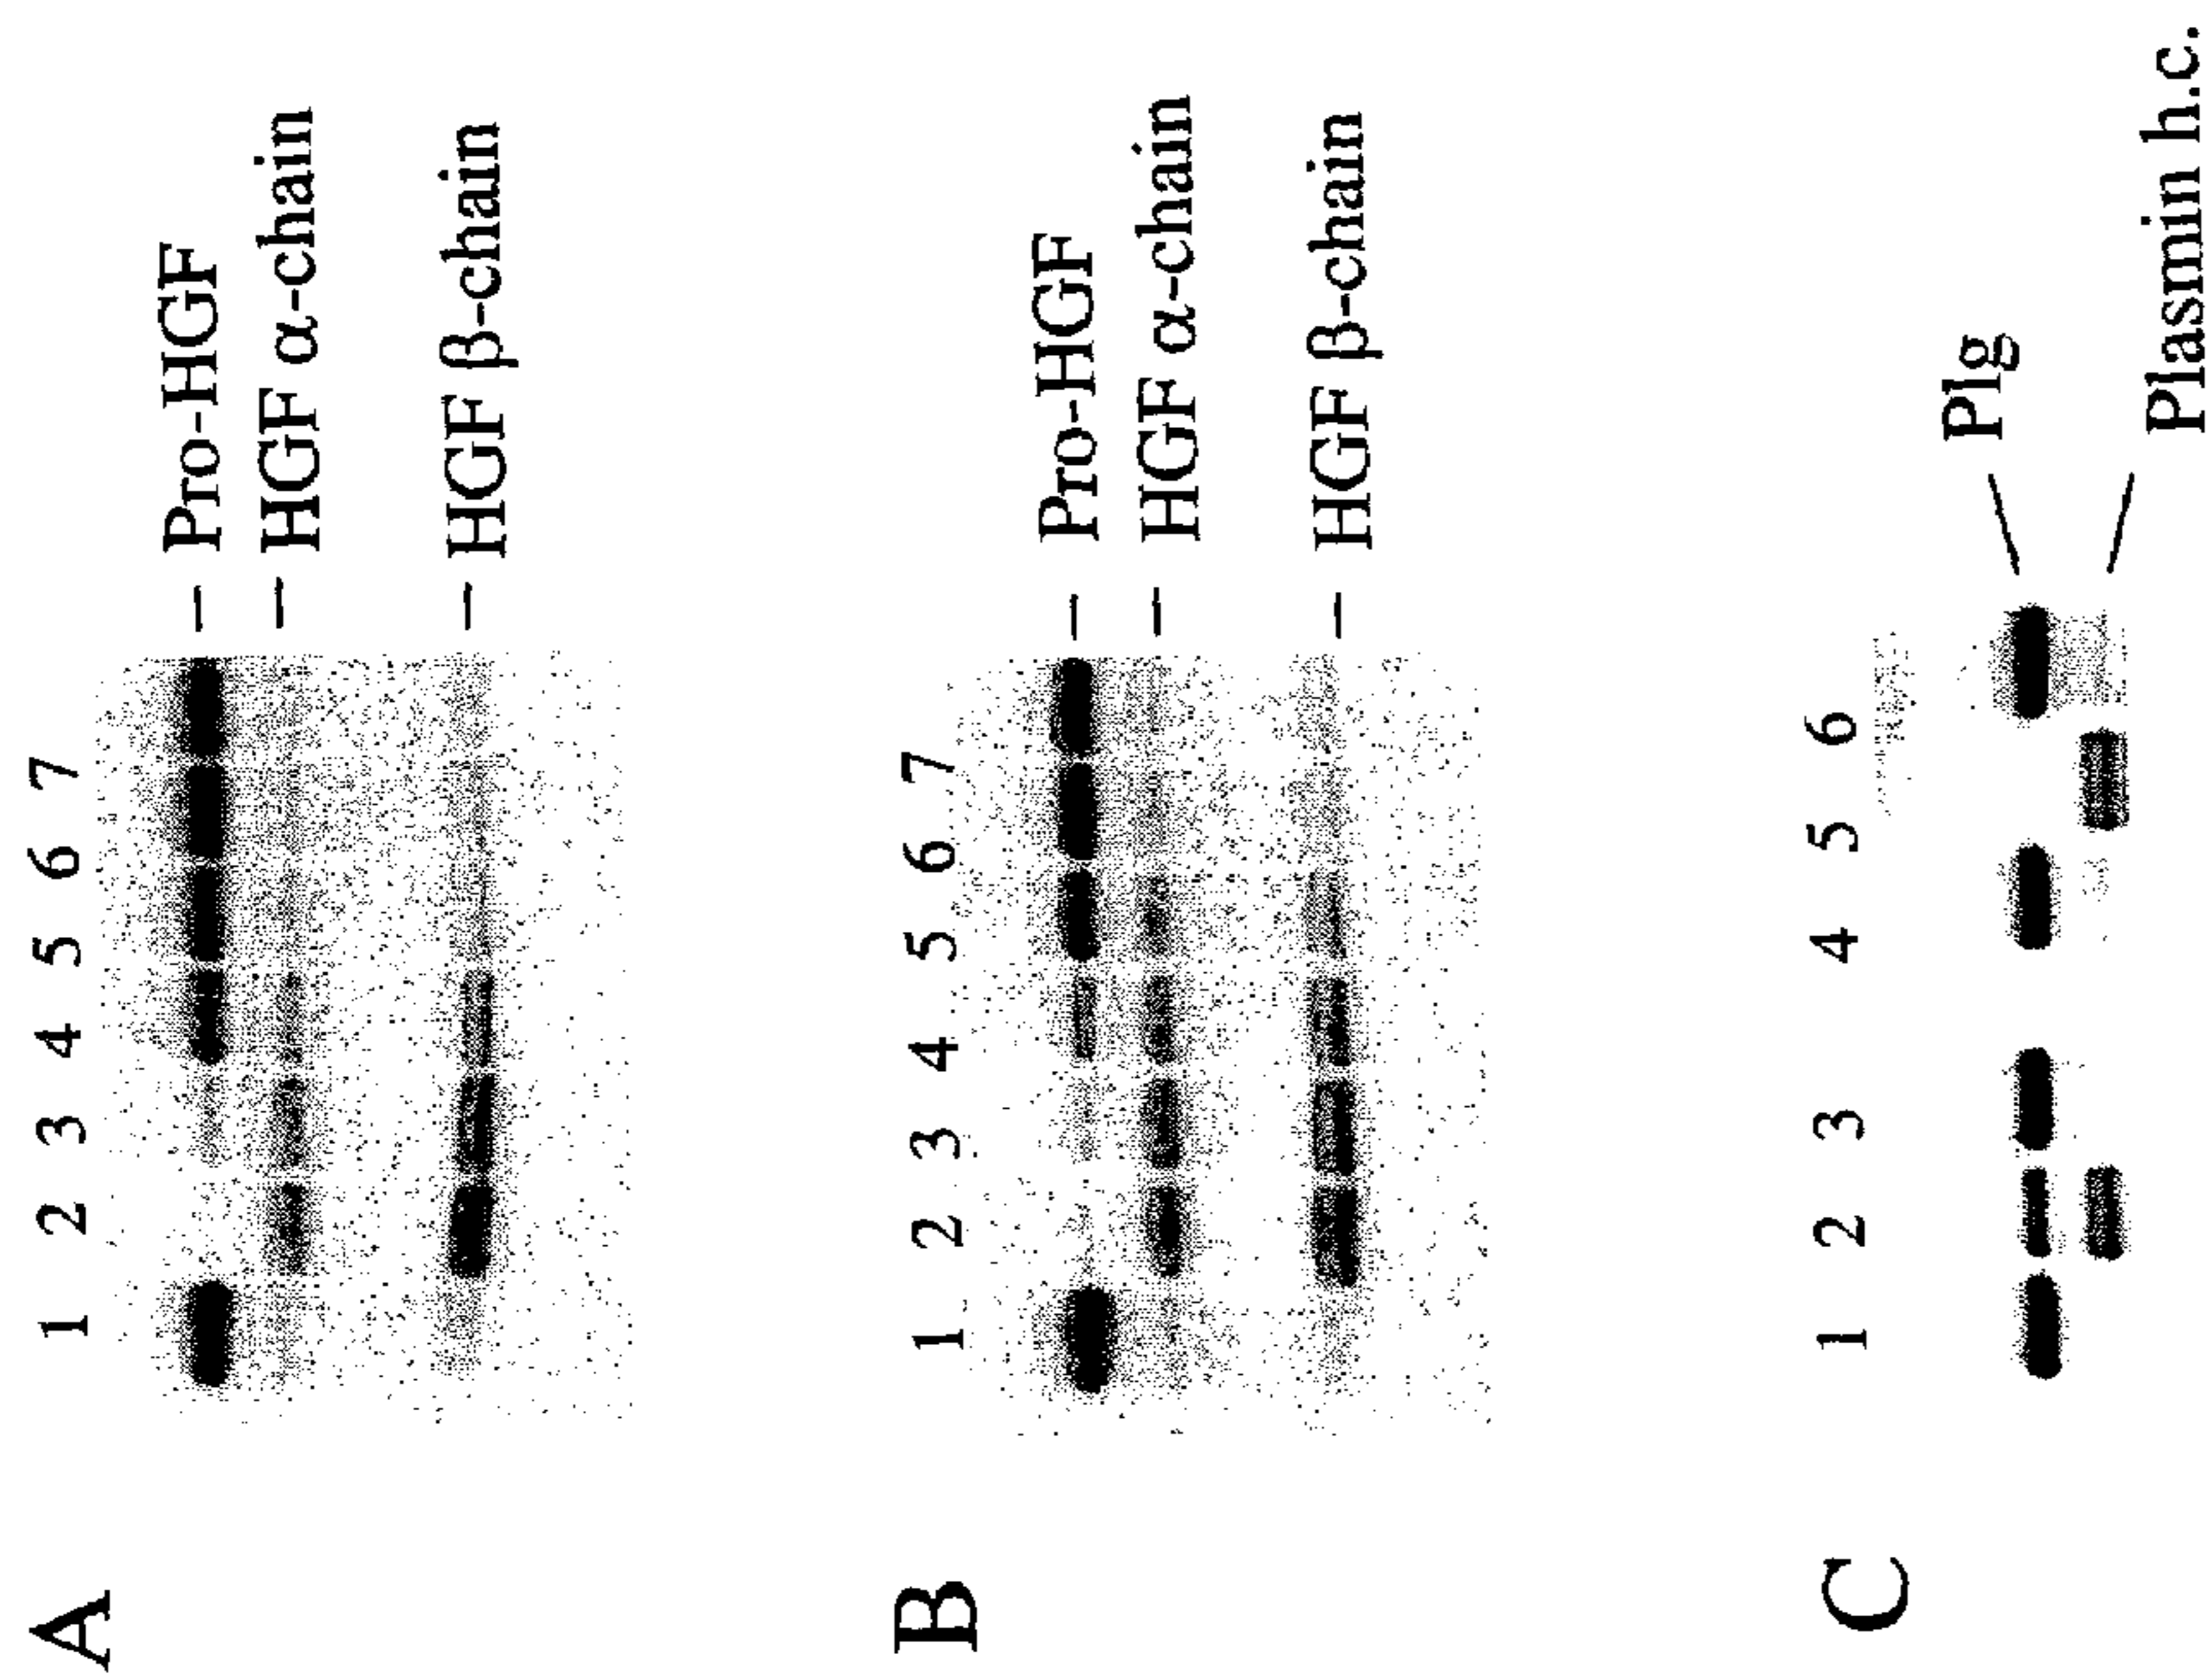 A
1 2 3 4 5 6 7
– Pro-HGF
– HGF α-chain
– HGF β-chain
B
1 2 3 4 5 6 7
– Pro-HGF
– HGF α-chain
– HGF β-chain
C
1 2 3 4 5 6
Plg
Plasmin h.c.